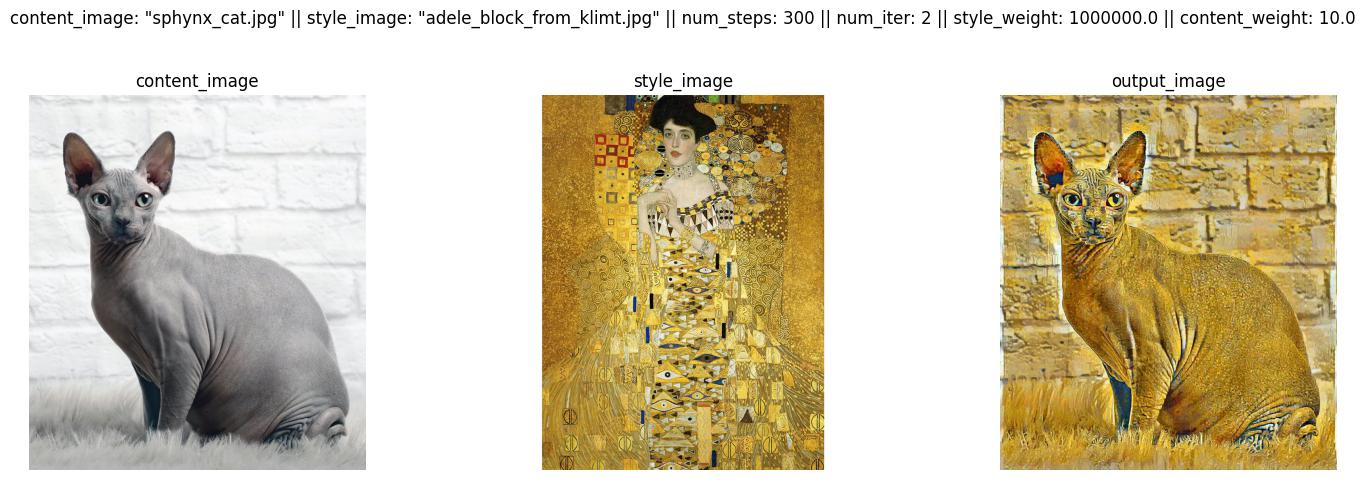 content_image: "sphynx_cat.jpg" || style_image: "adele_block_from_klimt.jpg" || num_steps: 300 || num_iter: 2 || style_weight: 1000000.0 || content_weight: 10.0
content_image
style_image
output_image